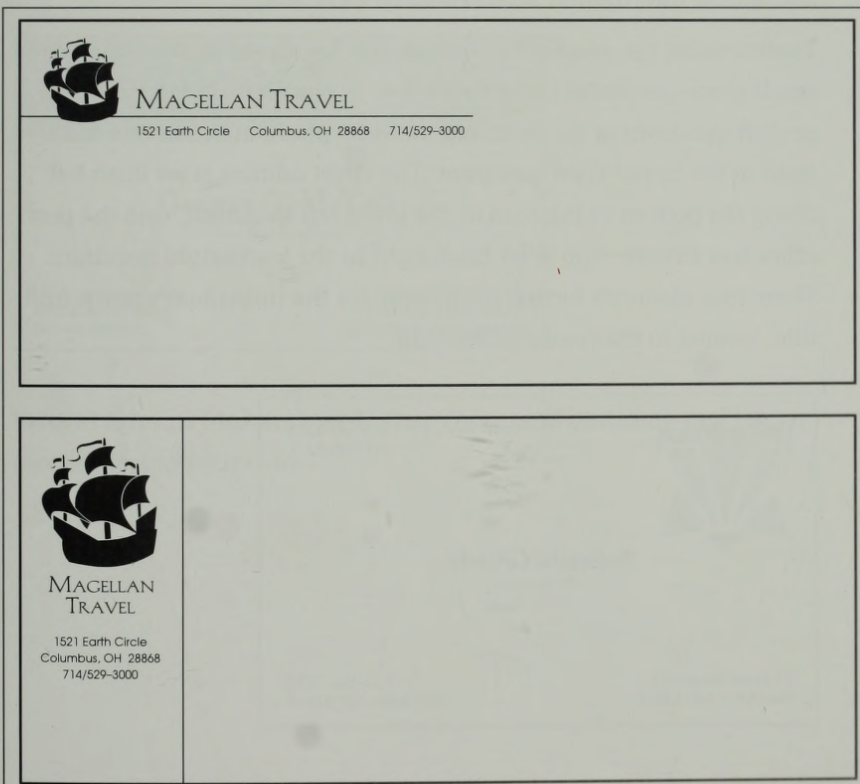 MAGELLAN TRAVEL
1521 Earth Circle Columbus, OH 28868 714/529–3000
MAGELLAN
TRAVEL
1521 Earth Circle
Columbus, OH 28868
714/529–3000